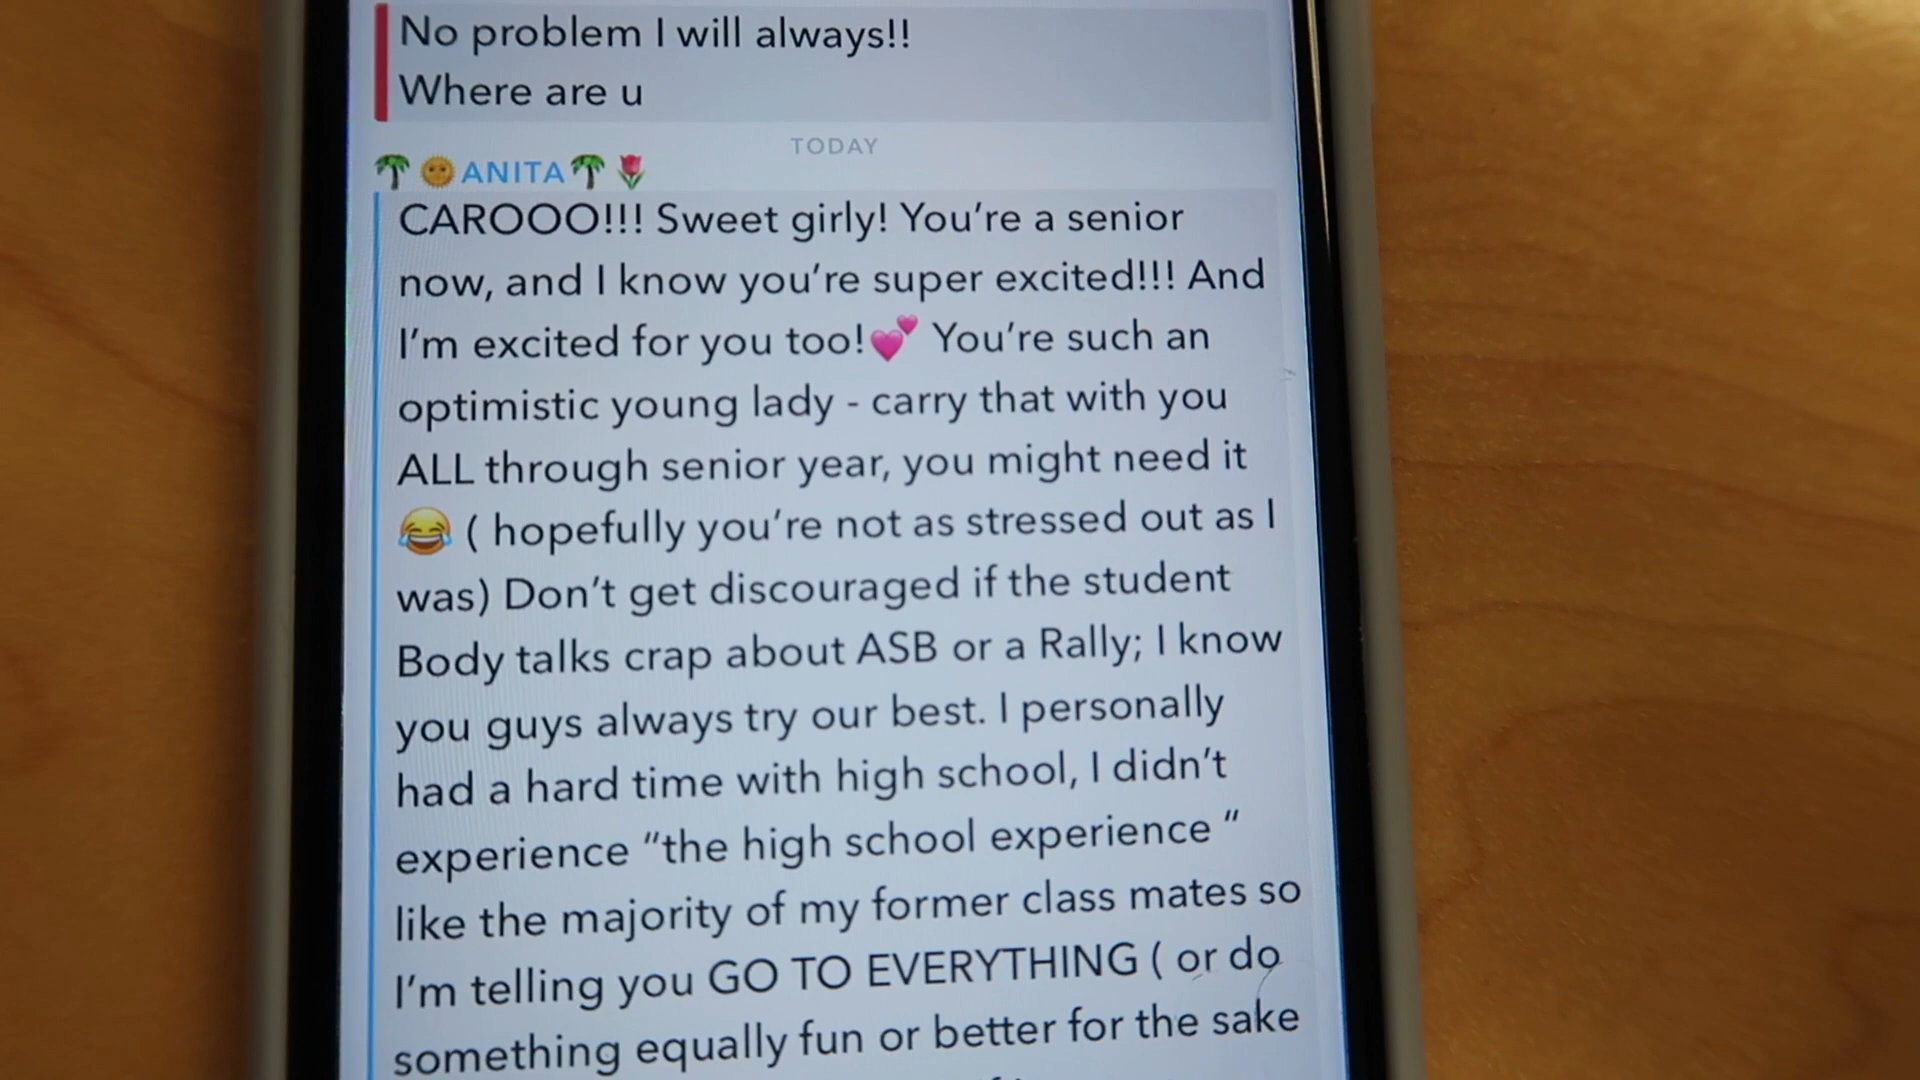 No problem I will always!!
Where are u
TODAY
🌴🌞ANITA🌴🌷
CAROOO!!! Sweet girly! You're a senior
now, and I know you're super excited!!! And
I'm excited for you too!💕 You're such an
optimistic young lady - carry that with you
ALL through senior year, you might need it
😂 ( hopefully you're not as stressed out as I
was) Don't get discouraged if the student
Body talks crap about ASB or a Rally; I know
you guys always try our best. I personally
had a hard time with high school, I didn't
experience "the high school experience "
like the majority of my former class mates so
I'm telling you GO TO EVERYTHING ( or do
something equally fun or better for the sake